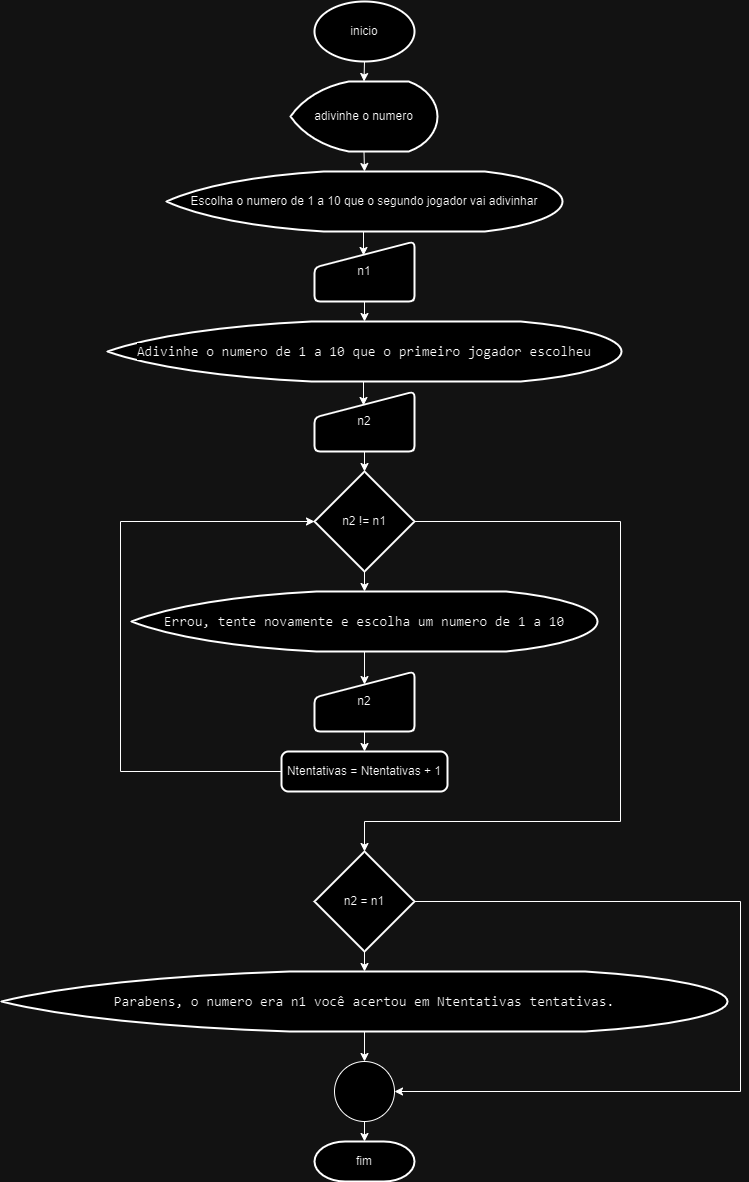 inicio
adivinhe o numero
Escolha o numero de 1 a 10 que o segundo jogador vai adivinhar
n1
Adivinhe o numero de 1 a 10 que o primeiro jogador escolheu
n2
n2 != n1
Errou, tente novamente e escolha um numero de 1 a 10
n2
Ntentativas = Ntentativas + 1
n2 = n1
Parabens, o numero era n1 você acertou em Ntentativas tentativas.
fim